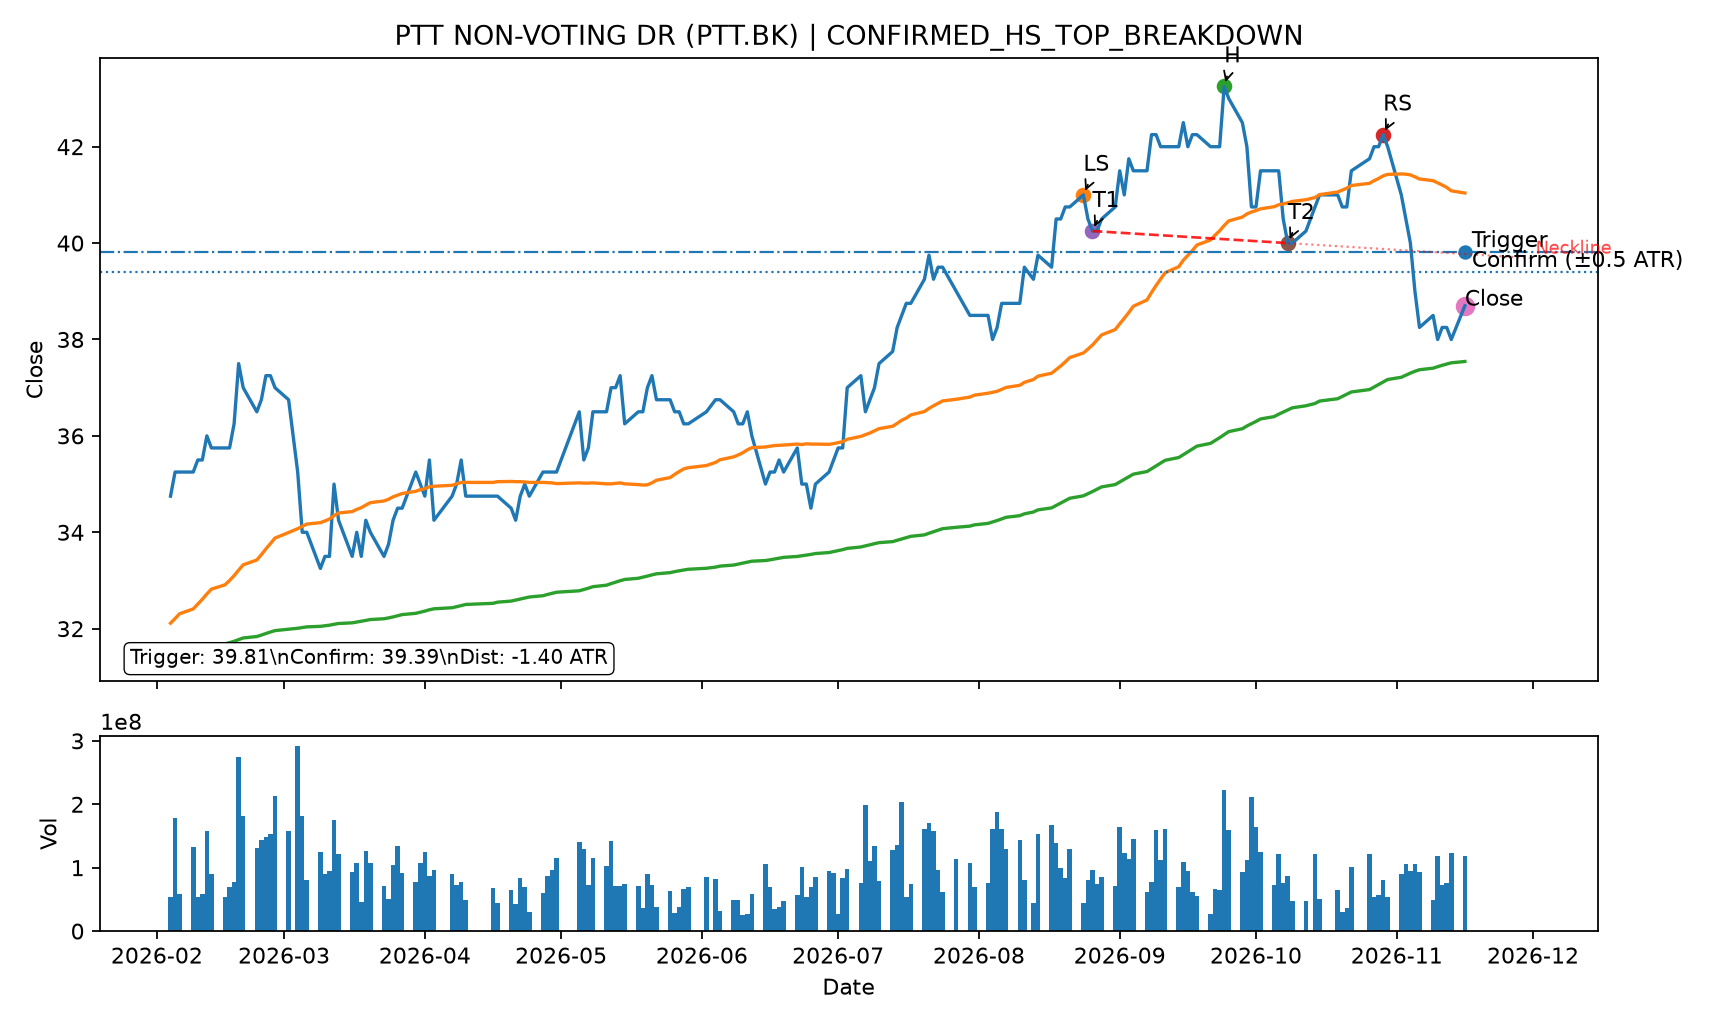 PTT NON-VOTING DR (PTT.BK) | CONFIRMED_HS_TOP_BREAKDOWN
H
RS
LS
T1
T2
Trigger
Neckline
Confirm (±0.5 ATR)
Close
Close
42
40
38
36
34
32
Trigger: 39.81\nConfirm: 39.39\nDist: -1.40 ATR
1e8
Vol
3
2
1
0
2026-02 2026-03 2026-04 2026-05 2026-06 2026-07 2026-08 2026-09 2026-10 2026-11 2026-12
Date